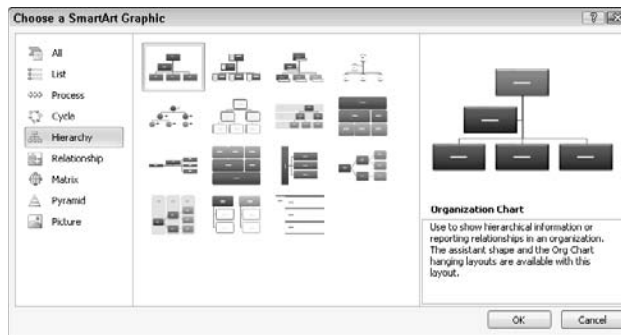 Choose a SmartArt Graphic
All
List
Process
Cycle
Hierarchy
Relationship
Matrix
Pyramid
Picture
Organization Chart
Use to show hierarchical information or
reporting relationships in an organization.
The assistant shape and the Org Chart
hanging layouts are available with this
layout.
OK
Cancel